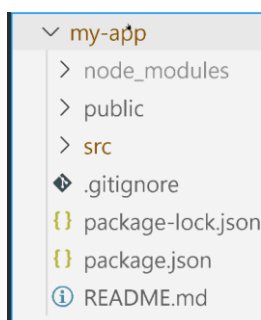 my-app
node_modules
public
src
.gitignore
package-lock.json
package.json
README.md